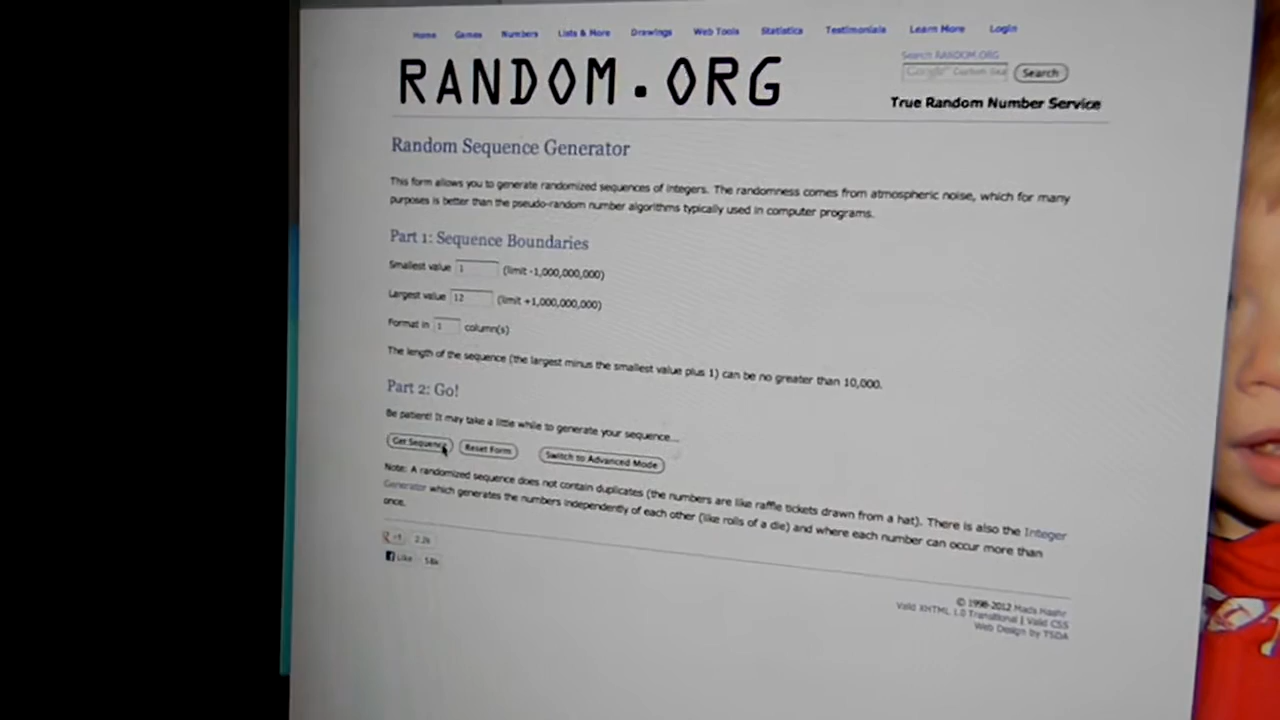 Home Games Numbers Lists & More Drawings Web Tools Statistics Testimonials Learn More Login
Search RANDOM.ORG
Google Custom Sea Search
RANDOM.ORG
True Random Number Service
Random Sequence Generator
This form allows you to generate randomized sequences of integers. The randomness comes from atmospheric noise, which for many
purposes is better than the pseudo-random number algorithms typically used in computer programs.
Part 1: Sequence Boundaries
Smallest value 1 (limit -1,000,000,000)
Largest value 12 (limit +1,000,000,000)
Format in 1 column(s)
The length of the sequence (the largest minus the smallest value plus 1) can be no greater than 10,000.
Part 2: Go!
Be patient! It may take a little while to generate your sequence...
Get Sequence Reset Form Switch to Advanced Mode
Note: A randomized sequence does not contain duplicates (the numbers are like raffle tickets drawn from a hat). There is also the Integer
Generator which generates the numbers independently of each other (like rolls of a die) and where each number can occur more than
once.
+1 2.2k
Like 58k
© 1998-2012 Mads Haahr
Valid XHTML 1.0 Transitional | Valid CSS
Web Design by TSDA